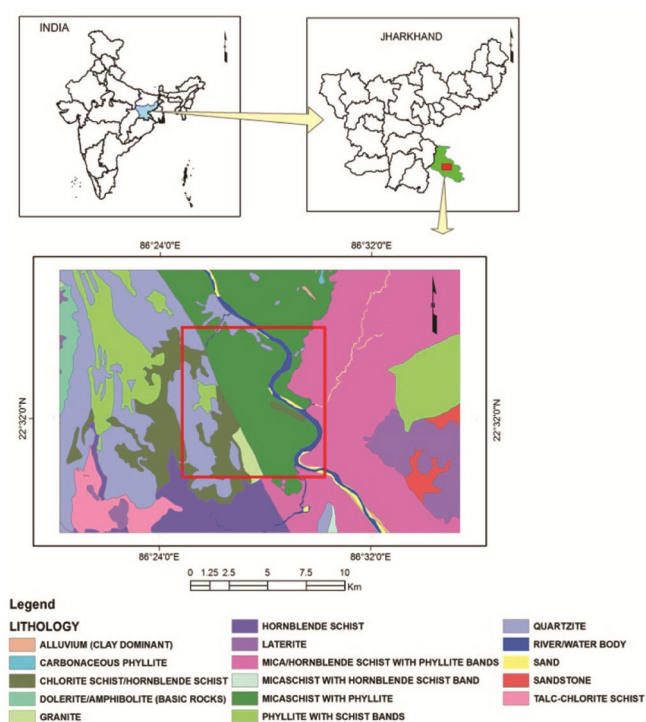 INDIA
JHARKHAND
86°24'0"E 86°32'0"E
22°32'0"N 22°32'0"N
86°24'0"E 86°32'0"E
0 1.25 2.5 5 7.5 10
Km
Legend
LITHOLOGY
ALLUVIUM (CLAY DOMINANT)
CARBONACEOUS PHYLLITE
CHLORITE SCHIST/HORNBLENDE SCHIST
DOLERITE/AMPHIBOLITE (BASIC ROCKS)
GRANITE
HORNBLENDE SCHIST
LATERITE
MICA/HORNBLENDE SCHIST WITH PHYLLITE BANDS
MICASCHIST WITH HORNBLENDE SCHIST BAND
MICASCHIST WITH PHYLLITE
PHYLLITE WITH SCHIST BANDS
QUARTZITE
RIVER/WATER BODY
SAND
SANDSTONE
TALC-CHLORITE SCHIST